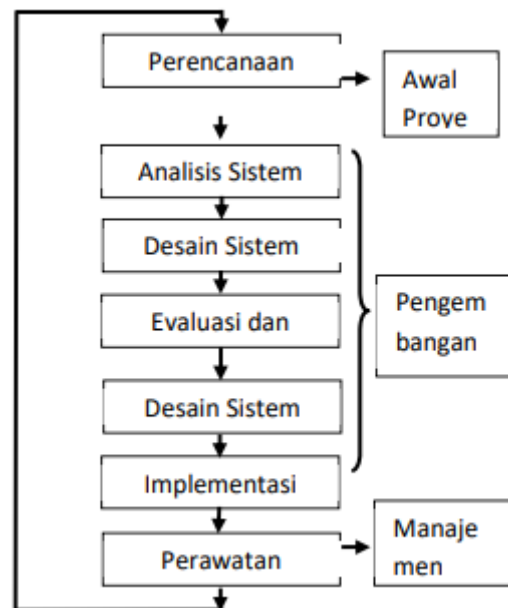 Perencanaan
Awal
Proye
Analisis Sistem
Desain Sistem
Evaluasi dan
Pengem
bangan
Desain Sistem
Implementasi
Perawatan
Manaje
men